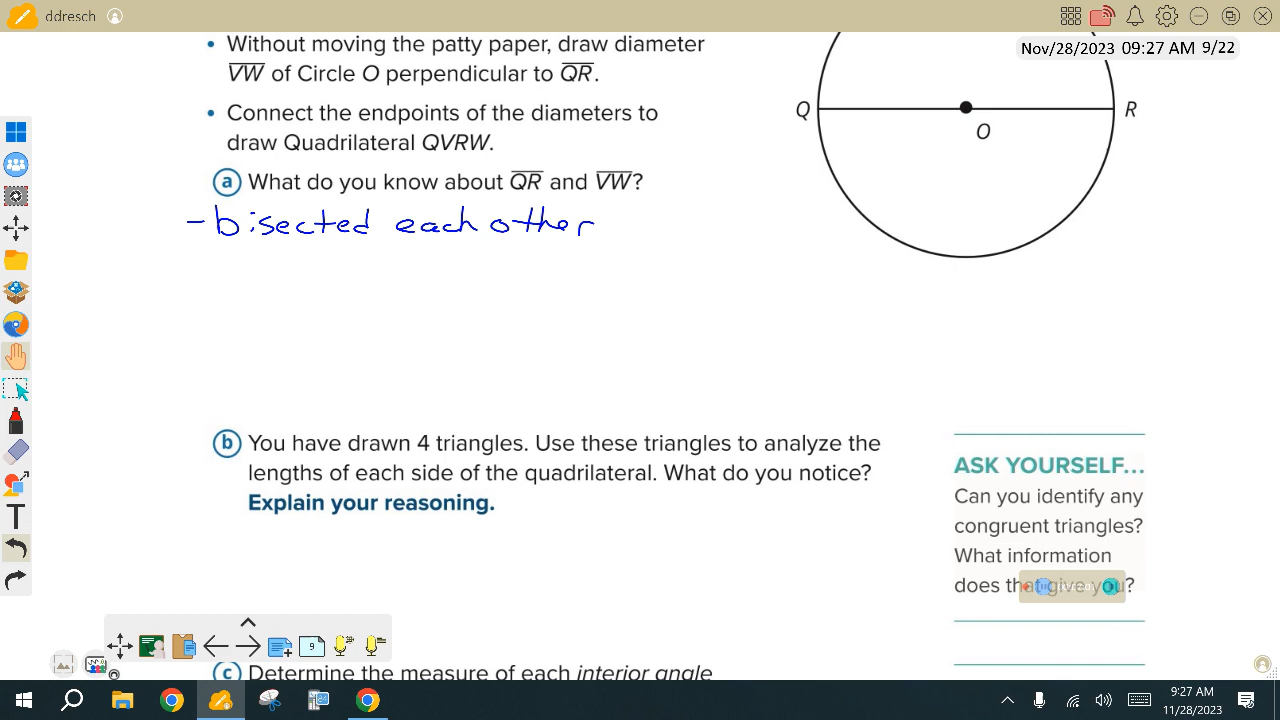 ddresch
Nov/28/2023 09:27 AM 9/22
• Without moving the patty paper, draw diameter
VW of Circle O perpendicular to QR.
Q
R
O
• Connect the endpoints of the diameters to
draw Quadrilateral QVRW.
a What do you know about QR and VW?
- bisected each other
b You have drawn 4 triangles. Use these triangles to analyze the
lengths of each side of the quadrilateral. What do you notice?
Explain your reasoning.
ASK YOURSELF...
Can you identify any
congruent triangles?
What information
does that give you?
T
9
c Determine the measure of each interior angle
9:27 AM
11/28/2023